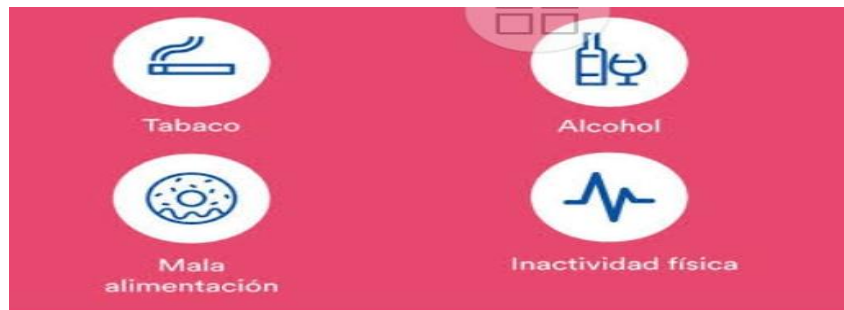 Tabaco
Alcohol
Mala
alimentación
Inactividad física